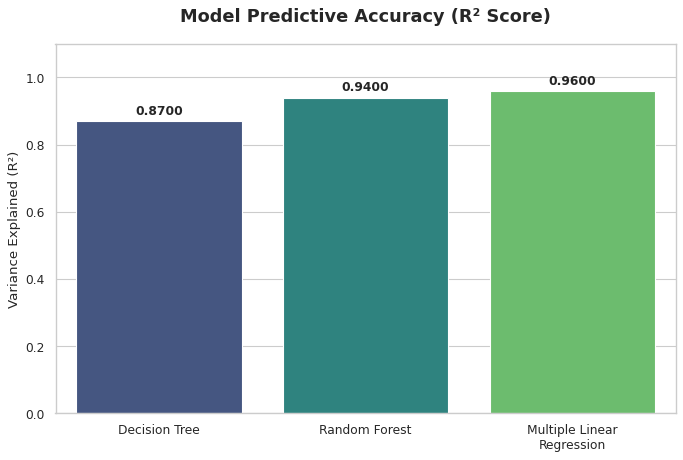 Model Predictive Accuracy (R² Score)
Variance Explained (R²)
1.0
0.8
0.6
0.4
0.2
0.0
0.8700
0.9400
0.9600
Decision Tree
Random Forest
Multiple Linear
Regression